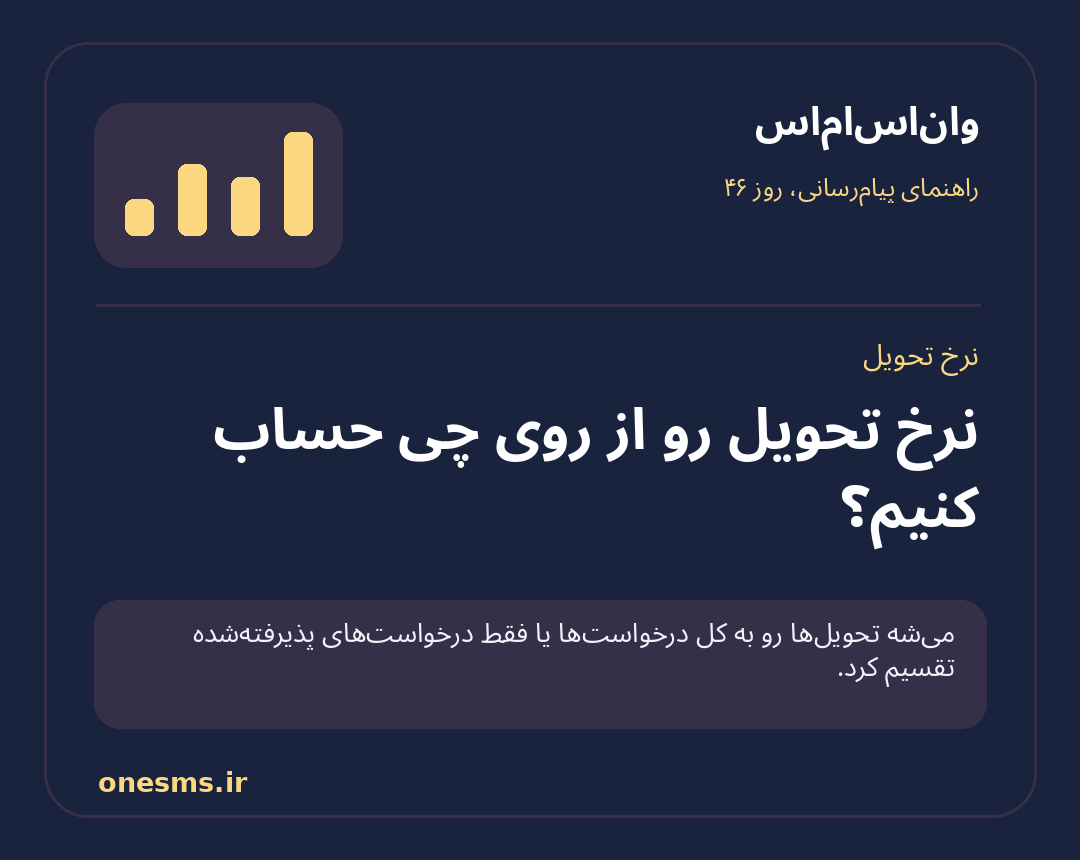 وان‌اس‌ام‌اس
راهنمای پیام‌رسانی، روز ۴۶
نرخ تحویل
نرخ تحویل رو از روی چی حساب
کنیم؟
می‌شه تحویل‌ها رو به کل درخواست‌ها یا فقط درخواست‌های پذیرفته‌شده
تقسیم کرد.
onesms.ir